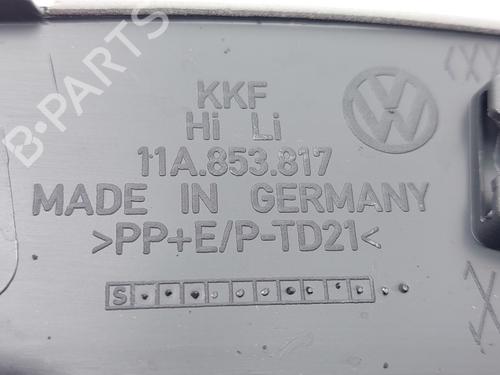 KKF
Hi Li
11A.853.817
MADE IN GERMANY
>PP+E/P-TD21<
S
B-PARTS